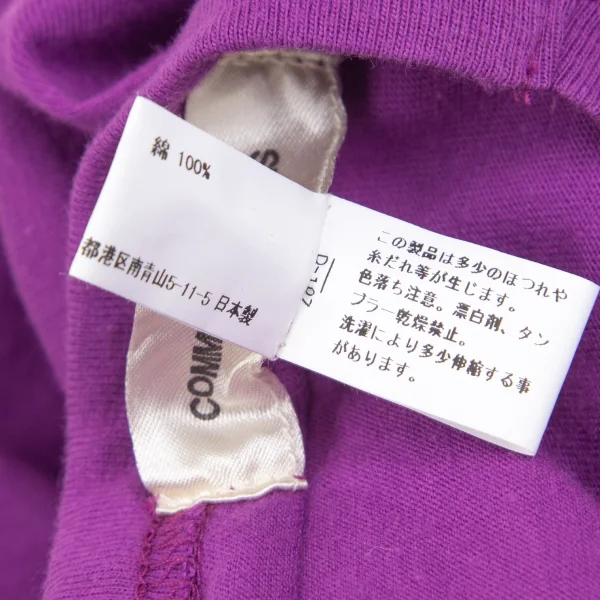 綿 100%
都港区南青山5-11-5 日本製
COMM
S
この製品は多少のほつれや
糸だれ等が生じます。
色落ち注意。漂白剤、タン
ブラー乾燥禁止。
洗濯により多少伸縮する事
があります。